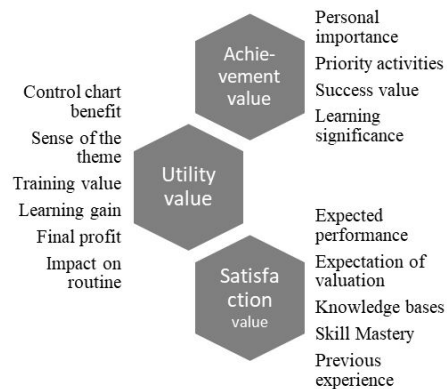 Achie-
vement
value
Personal
importance
Priority activities
Success value
Learning
significance
Control chart
benefit
Sense of the
theme
Training value
Learning gain
Final profit
Impact on
routine
Utility
value
Satisfa
ction
value
Expected
performance
Expectation of
valuation
Knowledge bases
Skill Mastery
Previous
experience